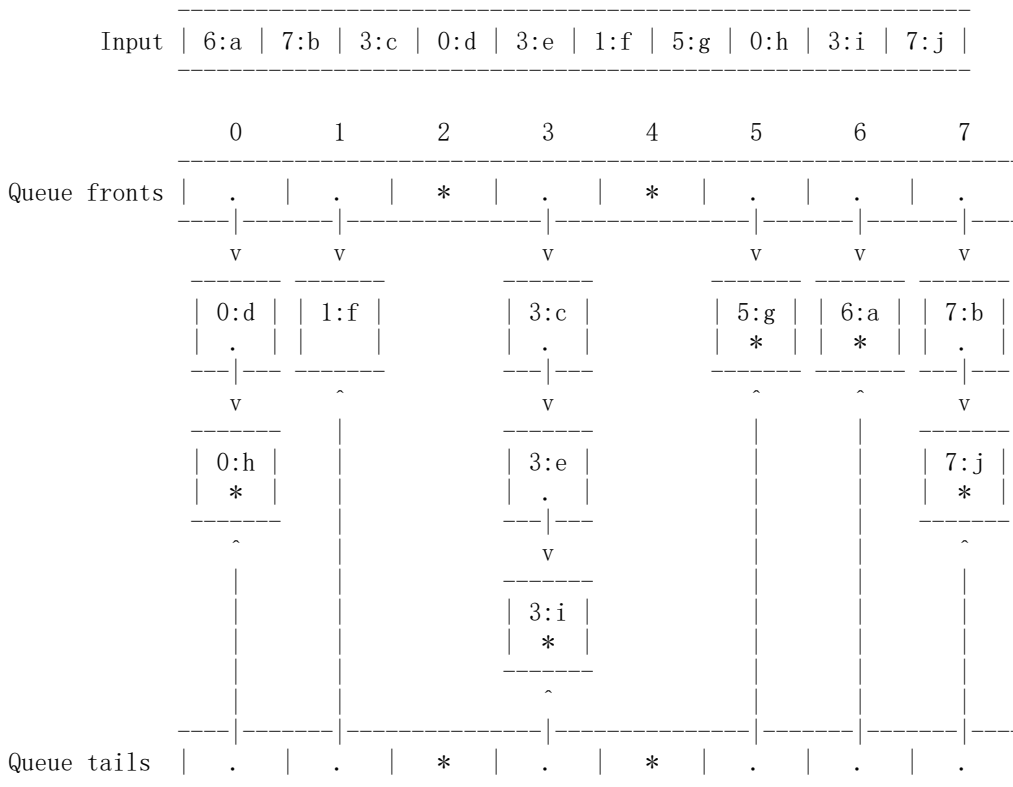 Input | 6:a | 7:b | 3:c | 0:d | 3:e | 1:f | 5:g | 0:h | 3:i | 7:j |
0 1 2 3 4 5 6 7
Queue fronts | . | . | * | . | * | . | . | . 
v v v v v v
| 0:d | | 1:f | | 3:c | | 5:g | | 6:a | | 7:b |
| . | | | | . | | * | | * | | . |
v ^ v ^ ^ v
| 0:h | | 3:e | | 7:j |
| * | | . | | * |
^ v ^
| 3:i |
| * |
^
Queue tails | . | . | * | . | * | . | . | .